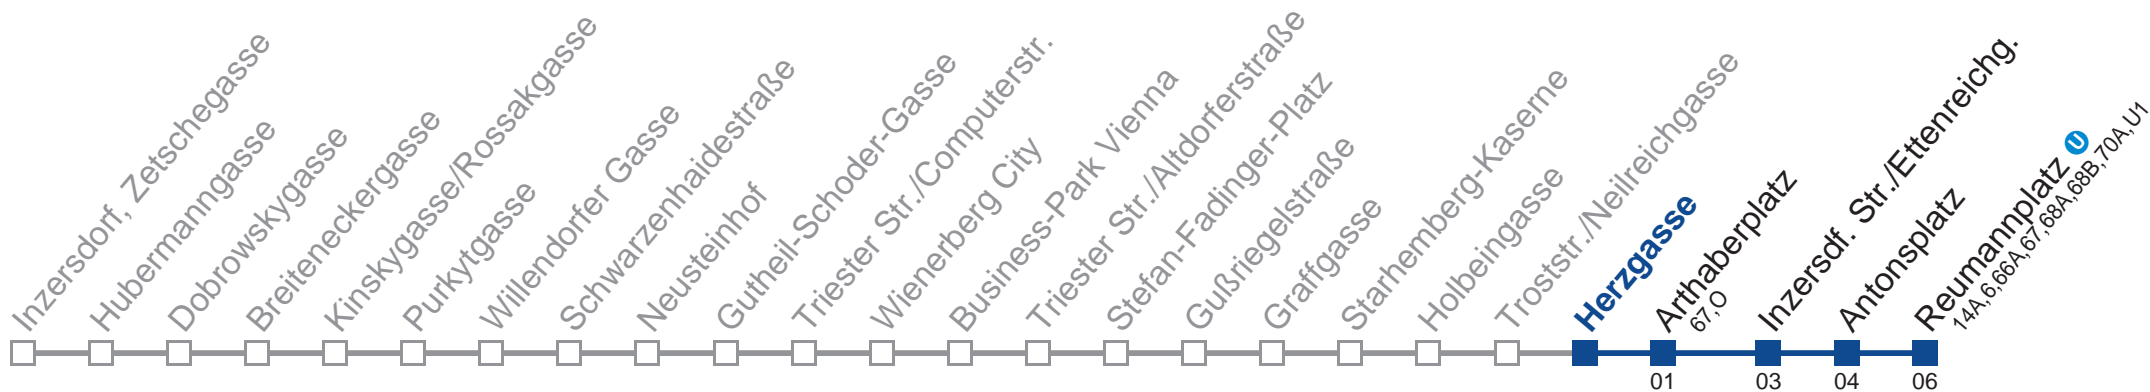 Inzersdorf, Zetschegasse
Hubermanngasse
Dobrowskygasse
Breiteneckergasse
Kinskygasse/Rossakgasse
Purkytgasse
Willendorfer Gasse
Schwarzenhaidestraße
Neusteinhof
Gutheil-Schoder-Gasse
Triester Str./Computerstr.
Wienerberg City
Business-Park Vienna
Triester Str./Altdorferstraße
Stefan-Fadinger-Platz
Gußriegelstraße
Graffgasse
Starhemberg-Kaserne
Holbeingasse
Troststr./Neilreichgasse
Herzgasse
Arthaberplatz
67,O
Inzersdf. Str./Ettenreichg.
Antonsplatz
Reumannplatz U
14A,6,66A,67,68A,68B,70A,U1
01 03 04 06